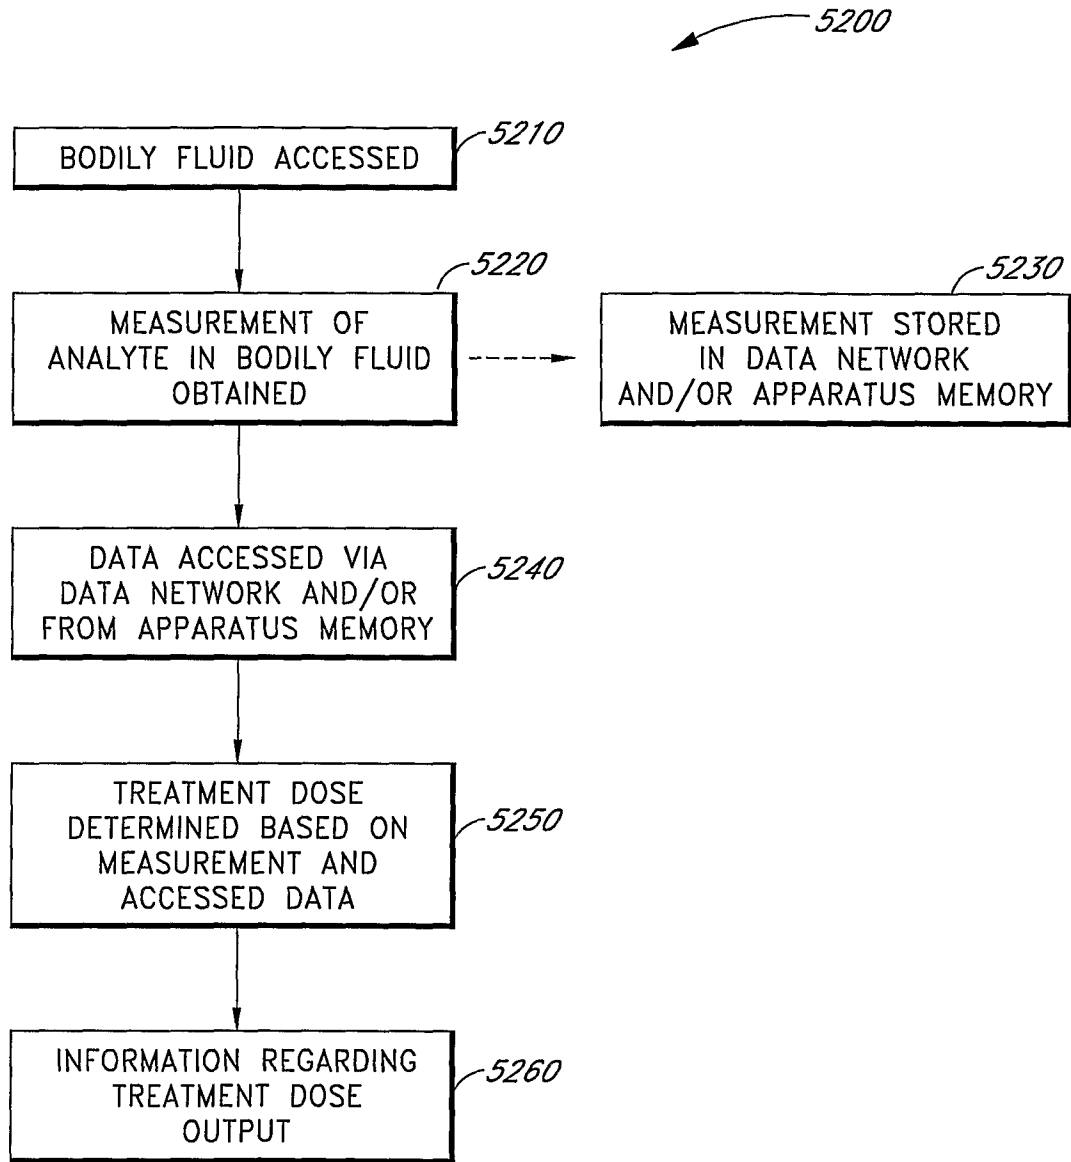 5200
BODILY FLUID ACCESSED
5210
MEASUREMENT OF
ANALYTE IN BODILY FLUID
OBTAINED
5220
MEASUREMENT STORED
IN DATA NETWORK
AND/OR APPARATUS MEMORY
5230
DATA ACCESSED VIA
DATA NETWORK AND/OR
FROM APPARATUS MEMORY
5240
TREATMENT DOSE
DETERMINED BASED ON
MEASUREMENT AND
ACCESSED DATA
5250
INFORMATION REGARDING
TREATMENT DOSE
OUTPUT
5260